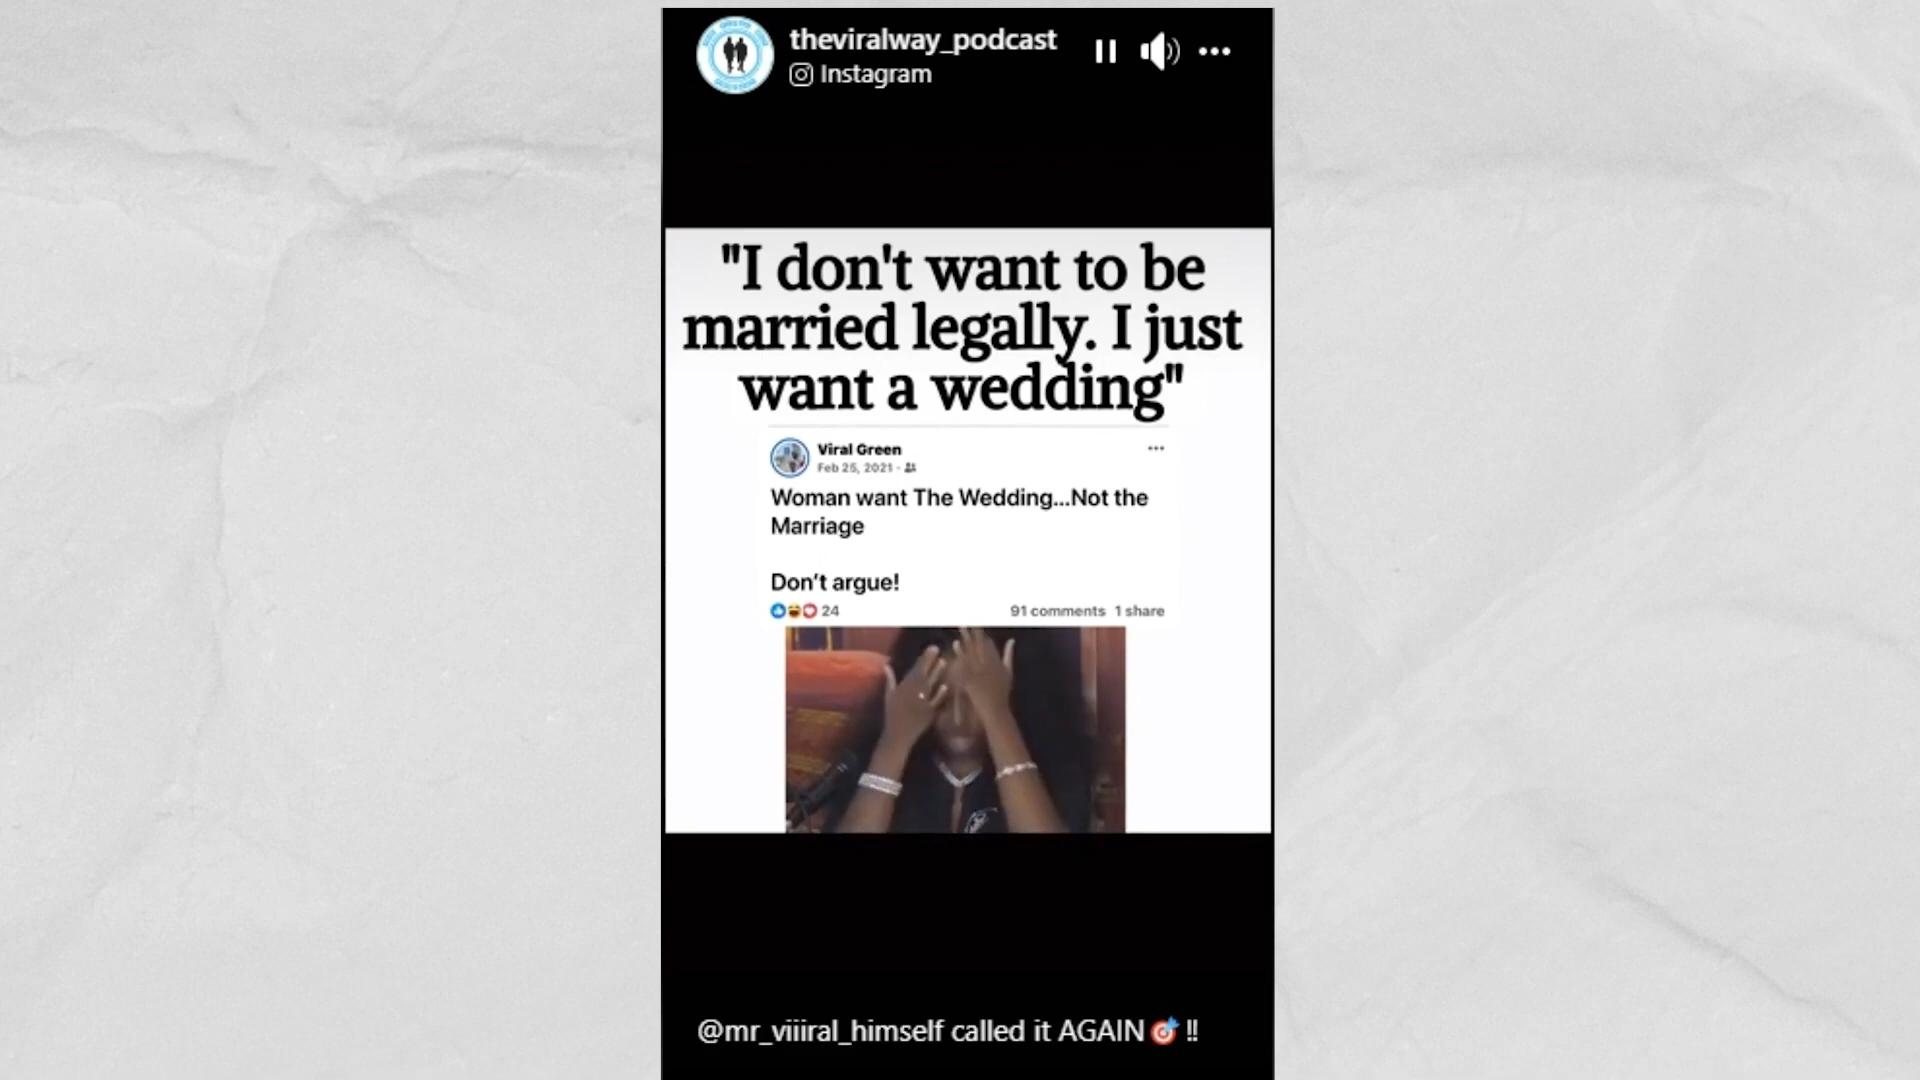 theviralway_podcast
Instagram
"I don't want to be
married legally. I just
want a wedding"
Viral Green
Feb 25, 2021
Woman want The Wedding...Not the
Marriage
Don't argue!
24
91 comments 1 share
@mr_viiiral_himself called it AGAIN🎯‼️